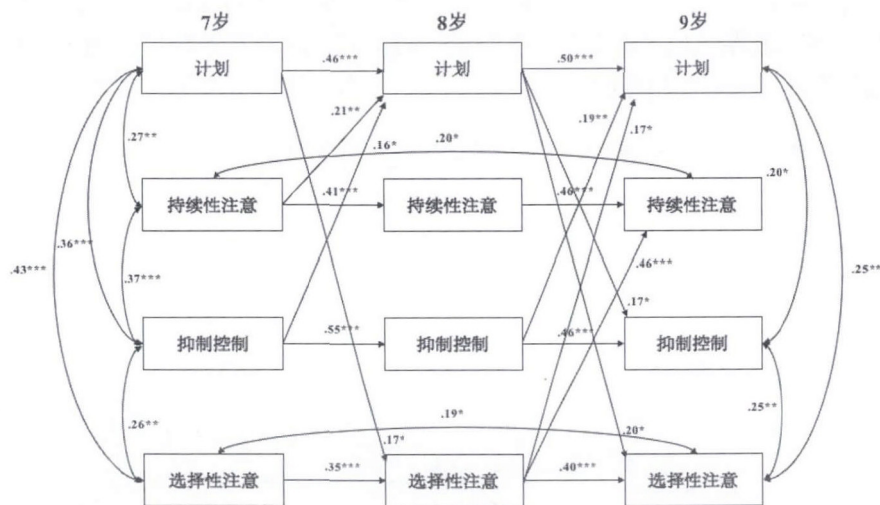 7岁 8岁 9岁
计划 .46*** 计划 .50*** 计划
.21** .19** .17*
.27** .16* .20* .20*
持续性注意 .41*** 持续性注意 .46*** 持续性注意
.43*** .36*** .37*** .46*** .25**
.17*
抑制控制 .55*** 抑制控制 .46*** 抑制控制
.26** .17* .19* .20* .25**
选择性注意 .35*** 选择性注意 .40*** 选择性注意